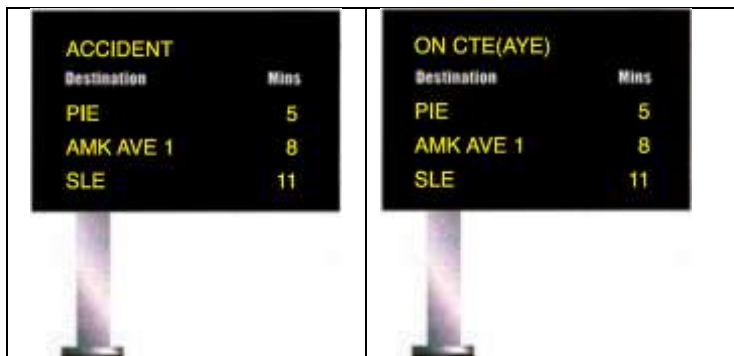 ACCIDENT
Destination Mins
PIE 5
AMK AVE 1 8
SLE 11
ON CTE(AYE)
Destination Mins
PIE 5
AMK AVE 1 8
SLE 11